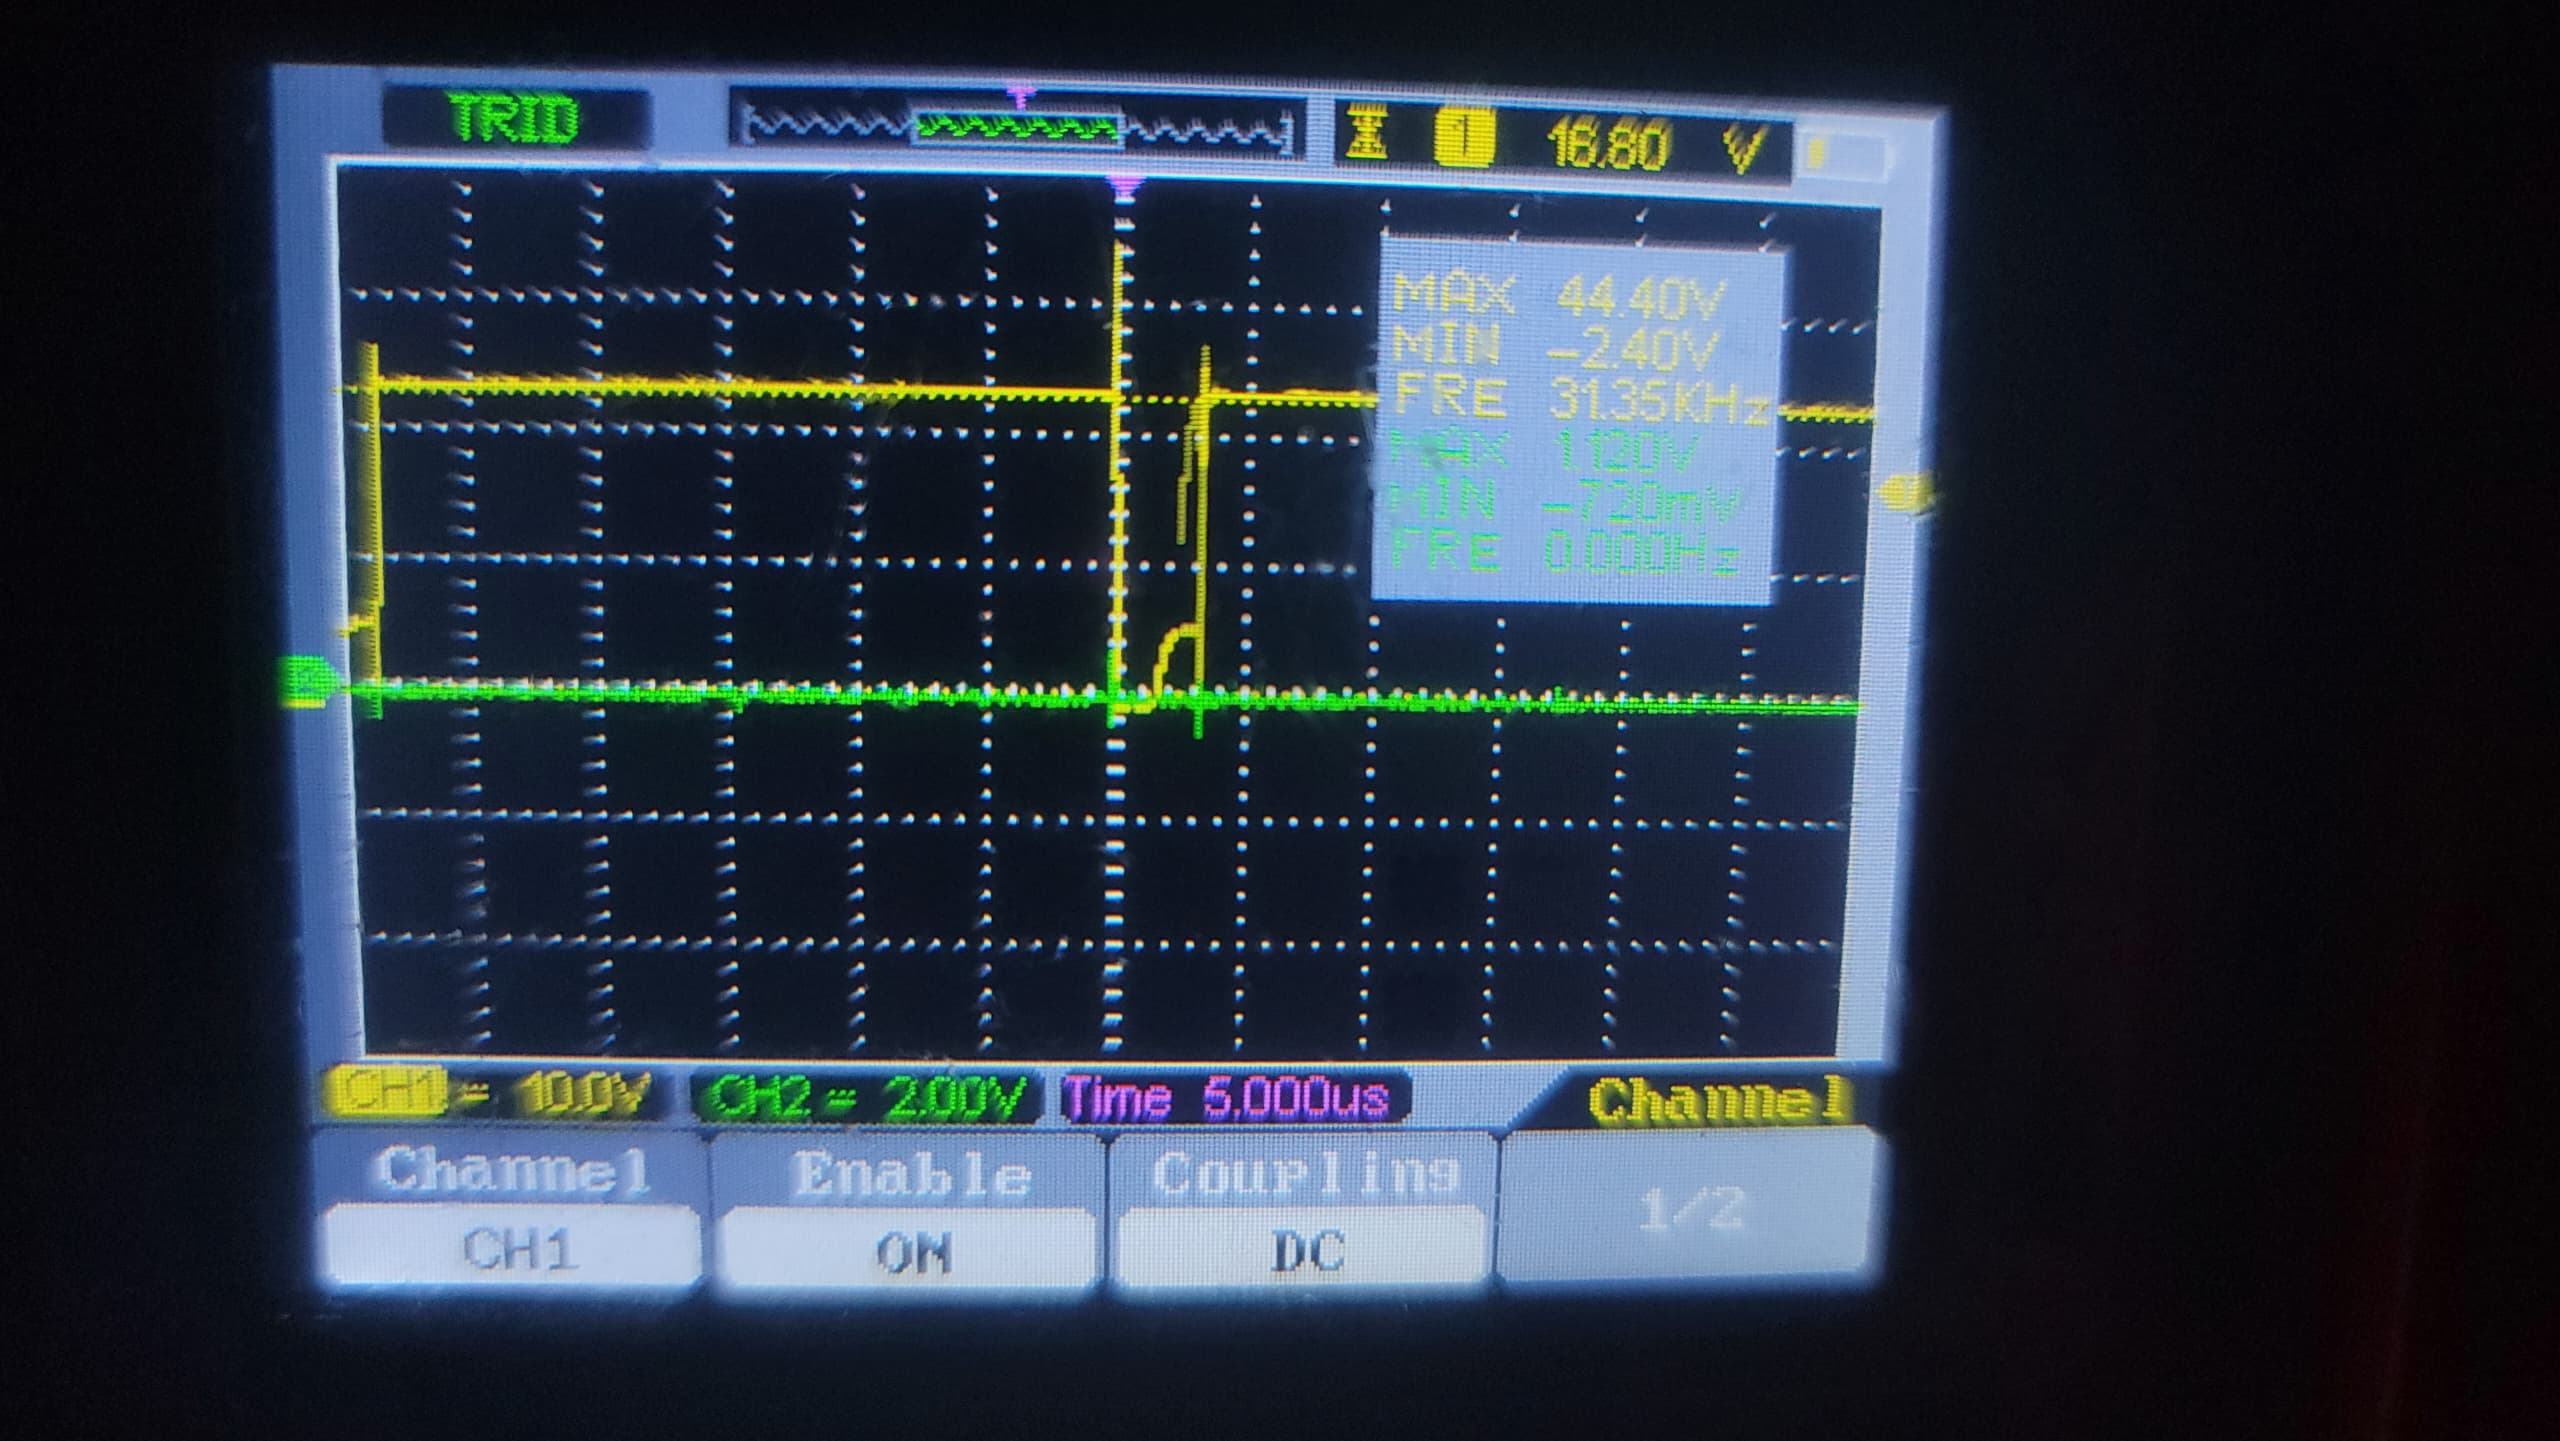 TRID
T
1 16.80 V
MAX 44.40V
MIN -2.40V
FRE 31.35KHz
MAX 1.120V
MIN -720mV
FRE 0.000Hz
CH1 = 10.0V CH2 = 2.00V Time 5.000us Channel
Channel Enable Coupling 1/2
CH1 ON DC